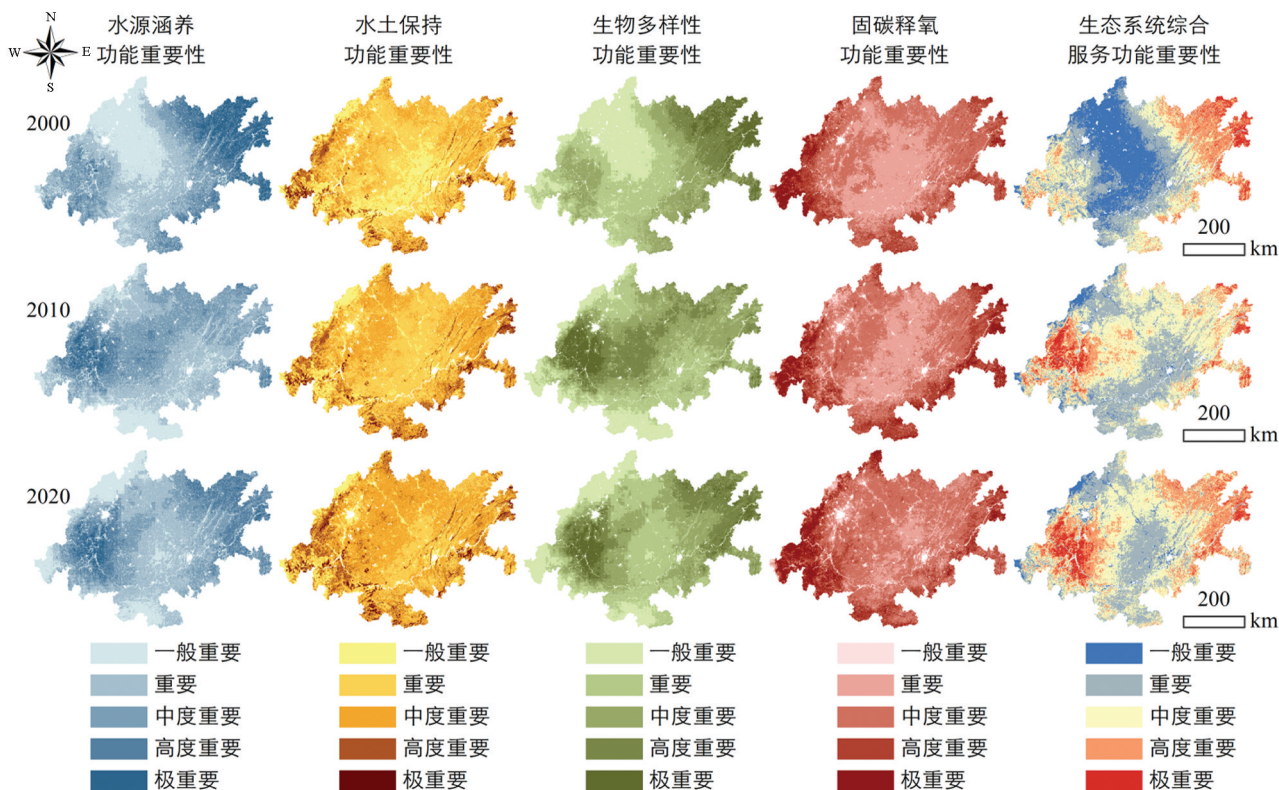 N
W E
S
水源涵养
功能重要性
水土保持
功能重要性
生物多样性
功能重要性
固碳释氧
功能重要性
生态系统综合
服务功能重要性
2000
200
km
2010
200
km
2020
200
km
一般重要
重要
中度重要
高度重要
极重要
一般重要
重要
中度重要
高度重要
极重要
一般重要
重要
中度重要
高度重要
极重要
一般重要
重要
中度重要
高度重要
极重要
一般重要
重要
中度重要
高度重要
极重要